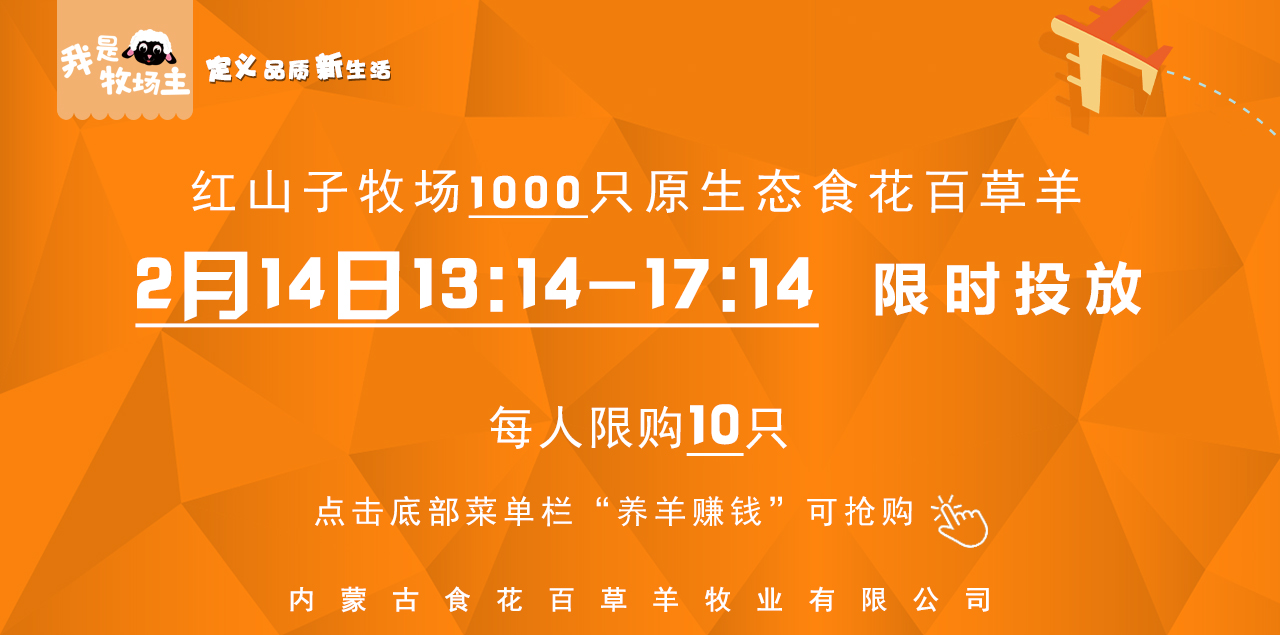 我是
牧场主
定义品质新生活
红山子牧场1000只原生态食花百草羊
2月14日13:14—17:14 限时投放
每人限购10只
点击底部菜单栏“养羊赚钱”可抢购
内蒙古食花百草羊牧业有限公司